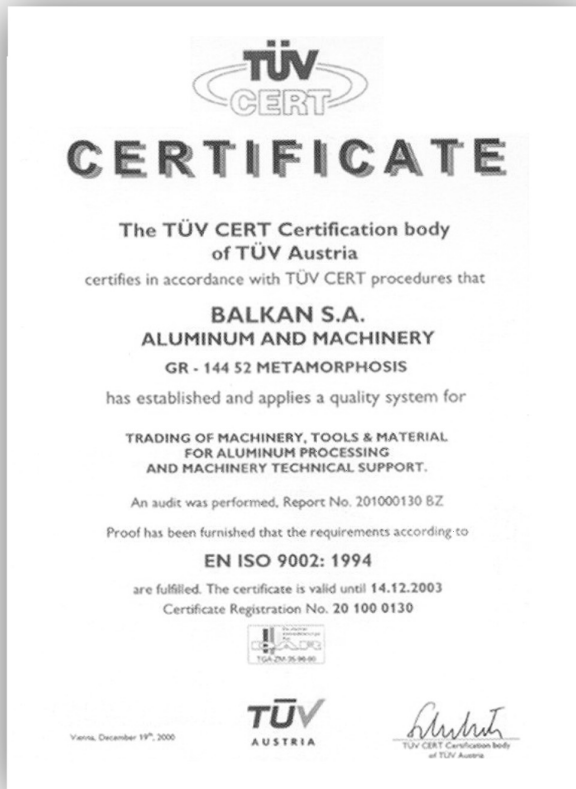 TÜV
CERT
CERTIFICATE
The TÜV CERT Certification body
of TÜV Austria
certifies in accordance with TÜV CERT procedures that
BALKAN S.A.
ALUMINUM AND MACHINERY
GR - 144 52 METAMORPHOSIS
has established and applies a quality system for
TRADING OF MACHINERY, TOOLS & MATERIAL
FOR ALUMINUM PROCESSING
AND MACHINERY TECHNICAL SUPPORT.
An audit was performed, Report No. 201000130 BZ
Proof has been furnished that the requirements according to
EN ISO 9002: 1994
are fulfilled. The certificate is valid until 14.12.2003
Certificate Registration No. 20 100 0130
DAR
TGA-ZM-35-96-90
TÜV
AUSTRIA
Vienna, December 19th, 2000
TÜV CERT Certification body
of TÜV Austria